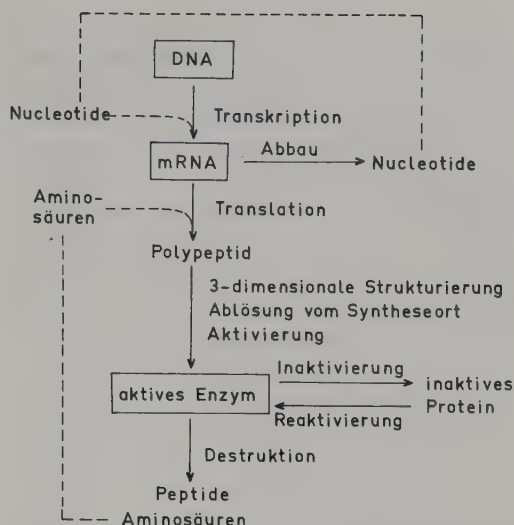 DNA
Nucleotide
Transkription
mRNA
Abbau
Nucleotide
Amino-
säuren
Translation
Polypeptid
3-dimensionale Strukturierung
Ablösung vom Syntheseort
Aktivierung
Inaktivierung
aktives Enzym
inaktives
Protein
Reaktivierung
Destruktion
Peptide
Aminosäuren